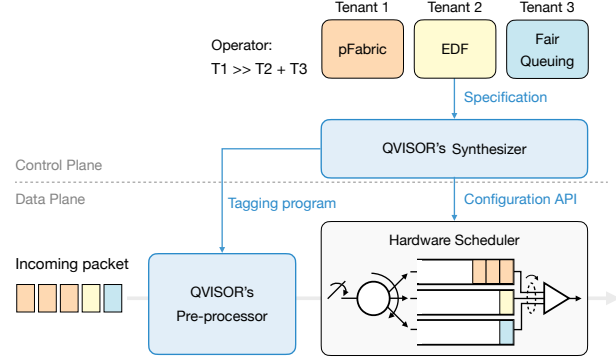 Tenant 1
Tenant 2
Tenant 3
Operator:
T1 >> T2 + T3
pFabric
EDF
Fair
Queuing
Specification
QVISOR's Synthesizer
Control Plane
Data Plane
Tagging program
Configuration API
Hardware Scheduler
Incoming packet
QVISOR's
Pre-processor